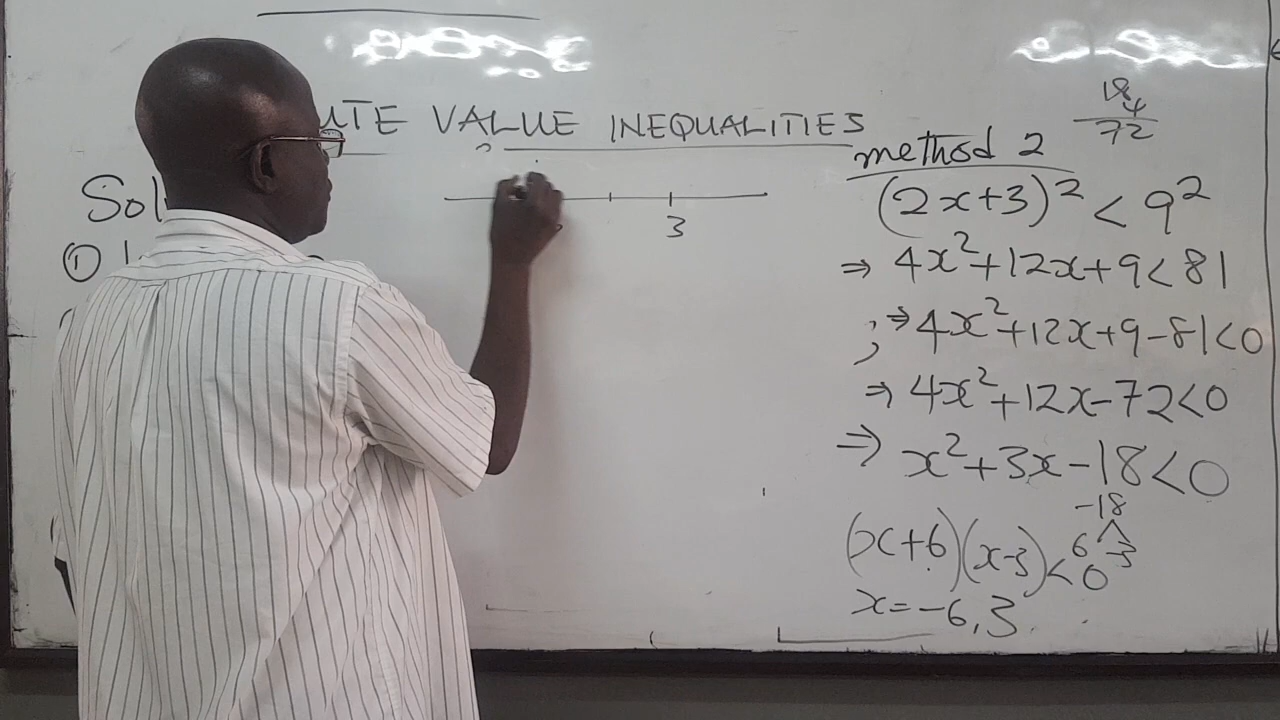 UTE VALUE INEQUALITIES
Sol
①
3
18
4
72
method 2
(2x+3)² < 9²
⇒ 4x²+12x+9<81
;⇒ 4x²+12x+9-81<0
⇒ 4x²+12x-72<0
⇒ x²+3x-18<0
-18
6 -3
(x+6)(x-3)<0
x=-6,3